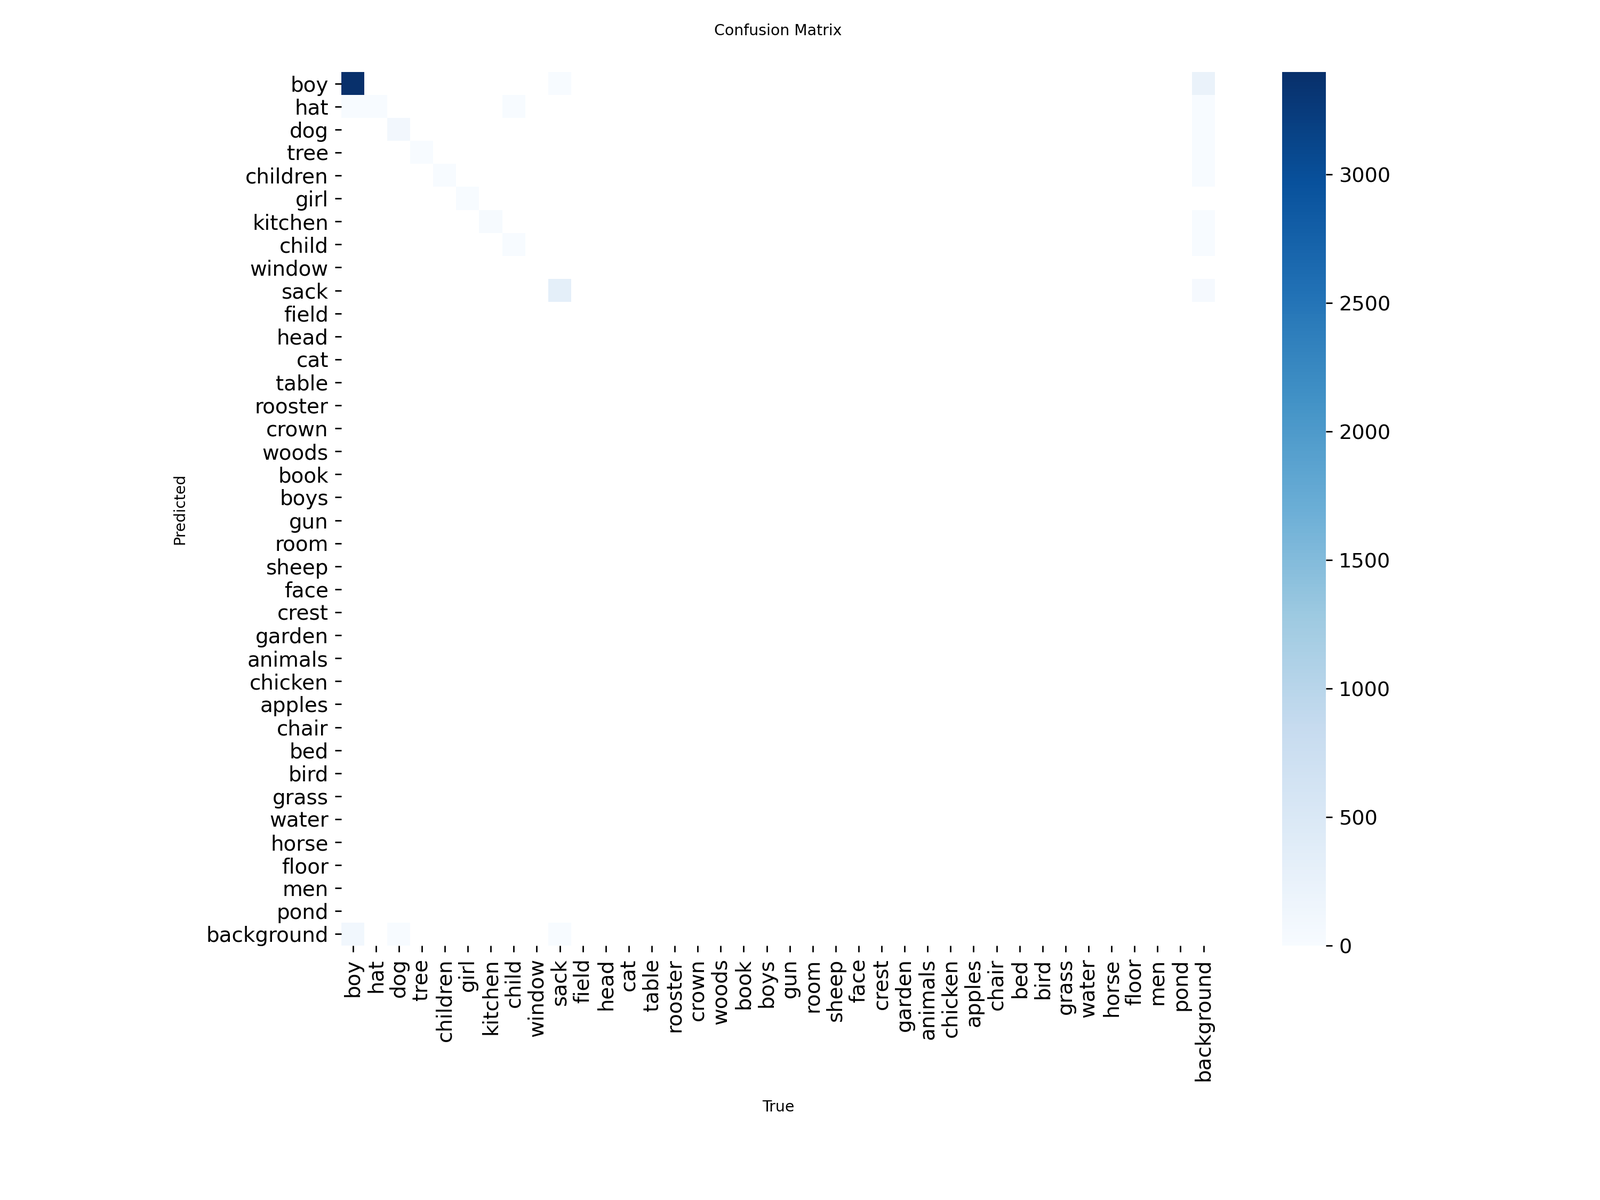 Confusion Matrix
boy
hat
dog
tree
children
girl
kitchen
child
window
sack
field
head
cat
table
rooster
crown
woods
book
boys
gun
room
sheep
face
crest
garden
animals
chicken
apples
chair
bed
bird
grass
water
horse
floor
men
pond
background
Predicted
boy
hat
dog
tree
children
girl
kitchen
child
window
sack
field
head
cat
table
rooster
crown
woods
book
boys
gun
room
sheep
face
crest
garden
animals
chicken
apples
chair
bed
bird
grass
water
horse
floor
men
pond
background
True
3000
2500
2000
1500
1000
500
0